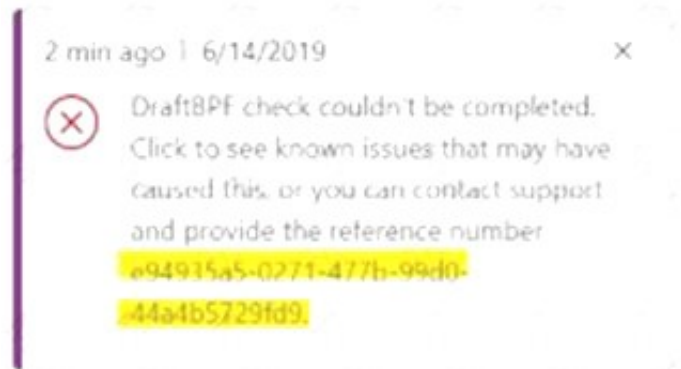 2 min ago | 6/14/2019
DraftBPF check couldn't be completed.
Click to see known issues that may have
caused this, or you can contact support
and provide the reference number
e94935a5-0271-477b-99d0-
44a4b5729fd9.